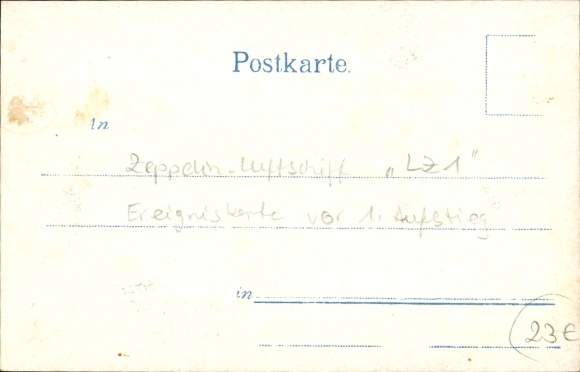 Postkarte.
In
Zeppelin-Luftschiff „LZ1"
Ereigniskarte vor 1. Aufstieg
in
23€